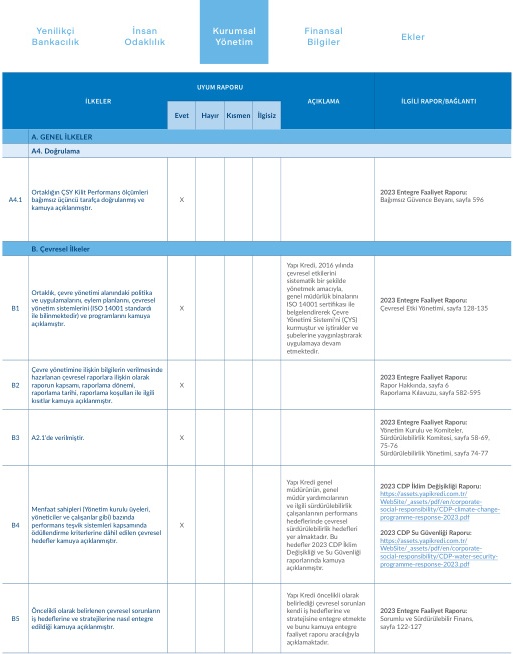 Yenilikçi
Bankacılık
İnsan
Odaklılık
Kurumsal
Yönetim
Finansal
Bilgiler
Ekler
İLKELER
UYUM RAPORU
AÇIKLAMA
İLGİLİ RAPOR/BAĞLANTI
Evet
Hayır
Kısmen
İlgisiz
A. GENEL İLKELER
A4. Doğrulama
A4.1
Ortaklığın ÇSY Kilit Performans ölçümleri
bağımsız üçüncü tarafça doğrulanmış ve
kamuya açıklanmıştır.
X
2023 Entegre Faaliyet Raporu:
Bağımsız Güvence Beyanı, sayfa 596
B. Çevresel İlkeler
B1
Ortaklık, çevre yönetimi alanındaki politika
ve uygulamalarını, eylem planlarını, çevresel
yönetim sistemlerini (ISO 14001 standardı
ile bilinmektedir) ve programlarını kamuya
açıklamıştır.
X
Yapı Kredi, 2016 yılında
çevresel etkilerini
sistematik bir şekilde
yönetmek amacıyla,
genel müdürlük binalarını
ISO 14001 sertifikası ile
belgelendirerek Çevre
Yönetimi Sistemi'ni (ÇYS)
kurmuştur ve iştirakler ve
şubelerine yaygınlaştırarak
uygulamaya devam
etmektedir.
2023 Entegre Faaliyet Raporu:
Çevresel Etki Yönetimi, sayfa 128-135
B2
Çevre yönetimine ilişkin bilgilerin verilmesinde
hazırlanan çevresel raporlara ilişkin olarak
raporun kapsamı, raporlama dönemi,
raporlama tarihi, raporlama koşulları ile ilgili
kısıtlar kamuya açıklanmıştır.
X
2023 Entegre Faaliyet Raporu:
Rapor Hakkında, sayfa 6
Raporlama Kılavuzu, sayfa 582-595
B3
A2.1'de verilmiştir.
X
2023 Entegre Faaliyet Raporu:
Yönetim Kurulu ve Komiteler,
Sürdürülebilirlik Komitesi, sayfa 58-69,
75-76
Sürdürülebilirlik Yönetimi, sayfa 74-77
B4
Menfaat sahipleri (Yönetim kurulu üyeleri,
yöneticiler ve çalışanlar gibi) bazında
performans teşvik sistemleri kapsamında
ödüllendirme kriterlerine dâhil edilen çevresel
hedefler kamuya açıklanmıştır.
X
Yapı Kredi genel
müdürünün, genel
müdür yardımcılarının
ve ilgili sürdürülebilirlik
çalışanlarının performans
hedeflerinde çevresel
sürdürülebilirlik hedefleri
yer almaktadır. Bu
hedefler 2023 CDP İklim
Değişikliği ve Su Güvenliği
raporlarında kamuya
açıklanmıştır.
2023 CDP İklim Değişikliği Raporu:
https://assets.yapikredi.com.tr/
WebSite/_assets/pdf/en/corporate-
social-responsibility/CDP-climate-change-
programme-response-2023.pdf
2023 CDP Su Güvenliği Raporu:
https://assets.yapikredi.com.tr/
WebSite/_assets/pdf/en/corporate-
social-responsibility/CDP-water-security-
programme-response-2023.pdf
B5
Öncelikli olarak belirlenen çevresel sorunların
iş hedeflerine ve stratejilerine nasıl entegre
edildiği kamuya açıklanmıştır.
X
Yapı Kredi öncelikli olarak
belirlediği çevresel sorunları
kendi iş hedeflerine ve
stratejisine entegre etmekte
ve bunu kamuya entegre
faaliyet raporu aracılığıyla
açıklamaktadır.
2023 Entegre Faaliyet Raporu:
Sorumlu ve Sürdürülebilir Finans,
sayfa 122-127